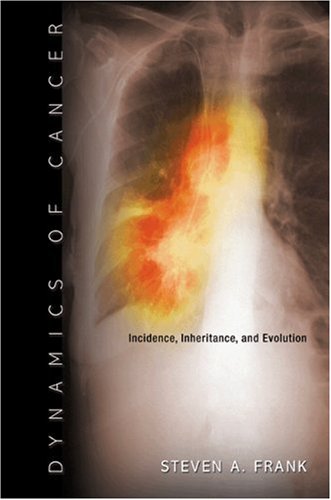 DYNAMICS OF CANCER
Incidence, Inheritance, and Evolution
STEVEN A. FRANK